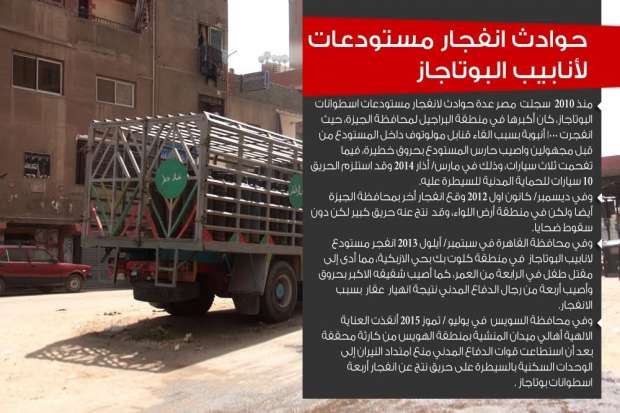 حوادث انفجار مستودعات
لأنابيب البوتاجاز
منذ 2010 سجلت مصر عدة حوادث لانفجار مستودعات اسطوانات
البوتاجاز، كان أكبرها في منطقة البراجيل لمحافظة الجيزة، حيث
انفجرت ١٠٠٠ أنبوبة بسبب القاء قنابل مولوتوف داخل المستودع من
قبل مجهولين واصيب حارس المستودع بحروق خطيرة، فيما
تفحمت ثلاث سيارات، وذلك في مارس/ أذار 2014 وقد استلزم الحريق
10 سيارات للحماية المدنية للسيطرة عليه.
وفي ديسمبر/ كانون اول 2012 وقع انفجار أخر بمحافظة الجيزة
أيضا ولكن في منطقة أرض اللواء، وقد نتج عنه حريق كبير لكن دون
سقوط ضحايا.
وفي محافظة القاهرة في سبتمبر/ أيلول 2013 انفجر مستودع
لانابيب البوتاجاز في منطقة كلوت بك بحي الازبكية، مما أدى إلى
مقتل طفل في الرابعة من العمر، كما أصيب شقيقه الاكبر بحروق
وأصيب أربعة من رجال الدفاع المدني نتيجة انهيار عقار بسبب
الانفجار.
وفي محافظة السويس في يوليو / تموز 2015 أنقذت العناية
الالهية أهالي ميدان المنشية بمنطقة الهويس من كارثة محققة
بعد أن استطاعت قوات الدفاع المدني منع امتداد النيران إلى
الوحدات السكنية بالسيطرة على حريق نتج عن انفجار أربعة
اسطوانات بوتاجاز .